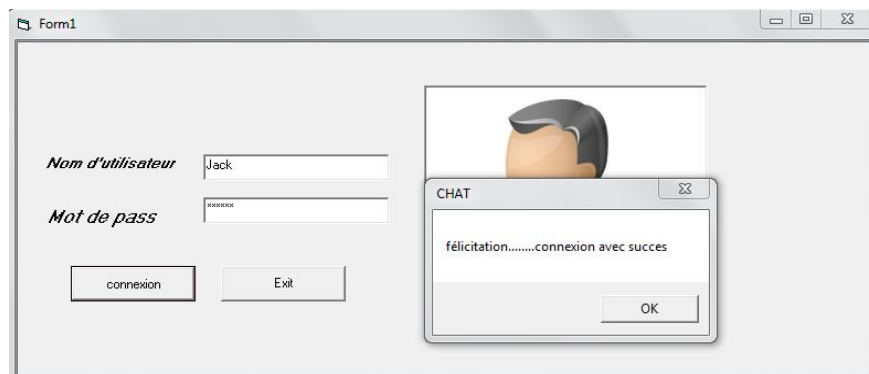 Form1
Nom d'utilisateur
Jack
Mot de pass
******
connexion
Exit
CHAT
félicitation........connexion avec succes
OK